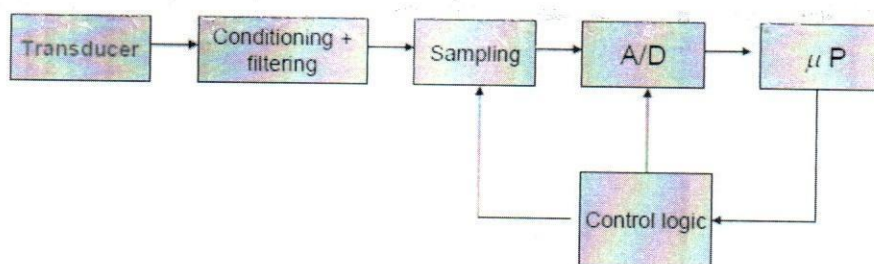 Transducer
Conditioning +
filtering
Sampling
A/D
μ P
Control logic